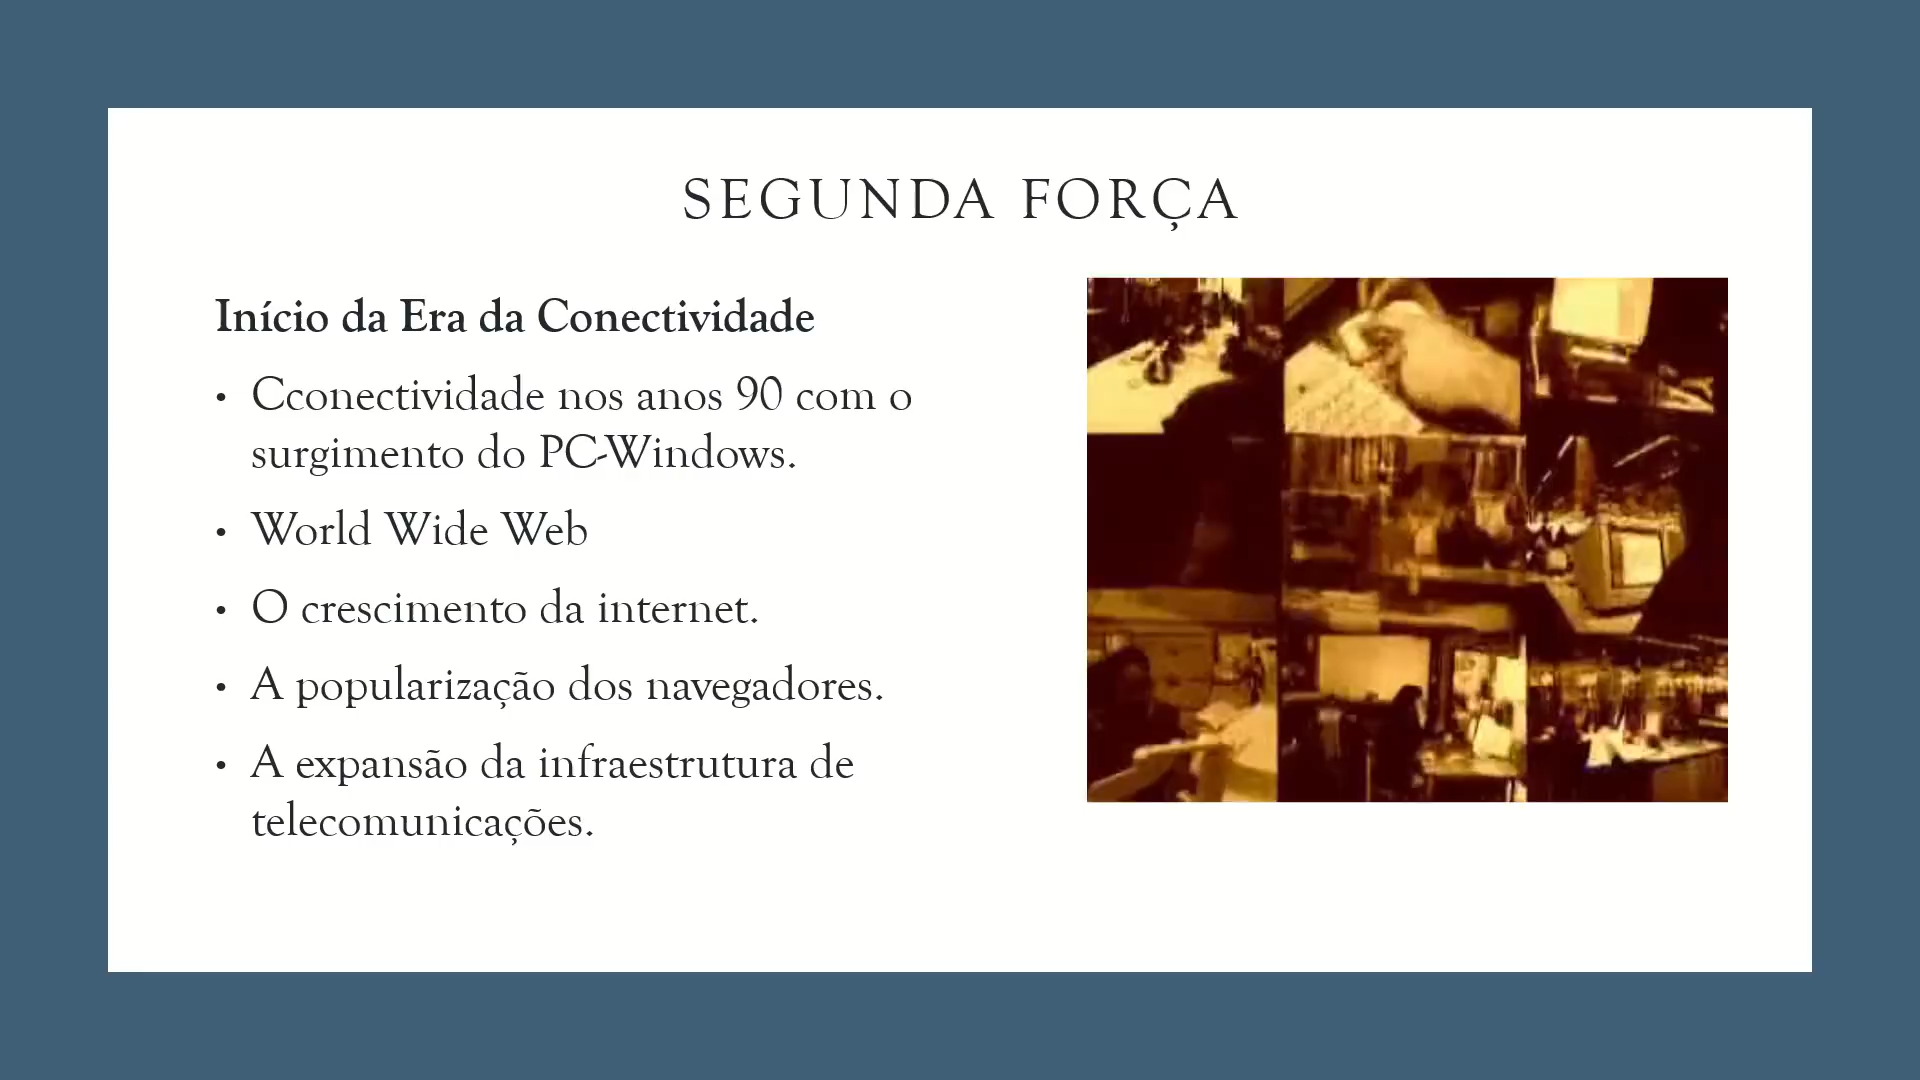 SEGUNDA FORÇA
Início da Era da Conectividade
• Cconectividade nos anos 90 com o
surgimento do PC-Windows.
• World Wide Web
• O crescimento da internet.
• A popularização dos navegadores.
• A expansão da infraestrutura de
telecomunicações.